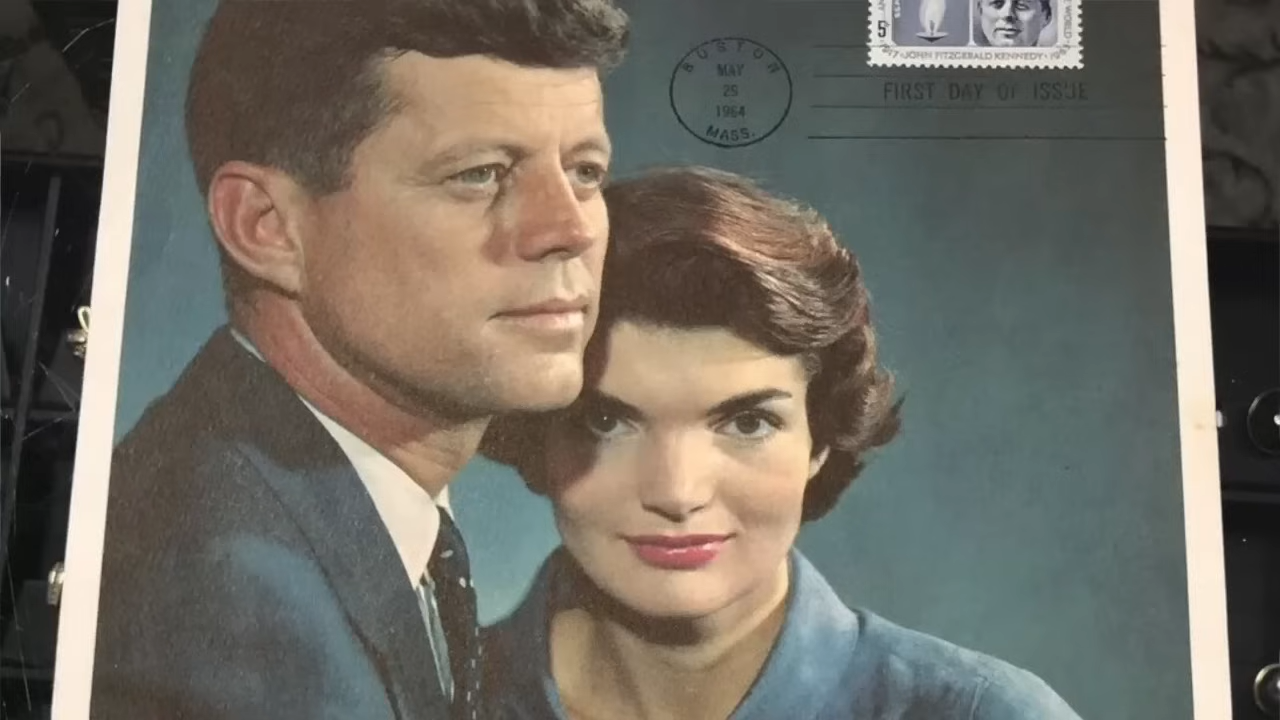 5¢
JOHN FITZGERALD KENNEDY
BOSTON
MAY
29
1964
MASS.
FIRST DAY OF ISSUE